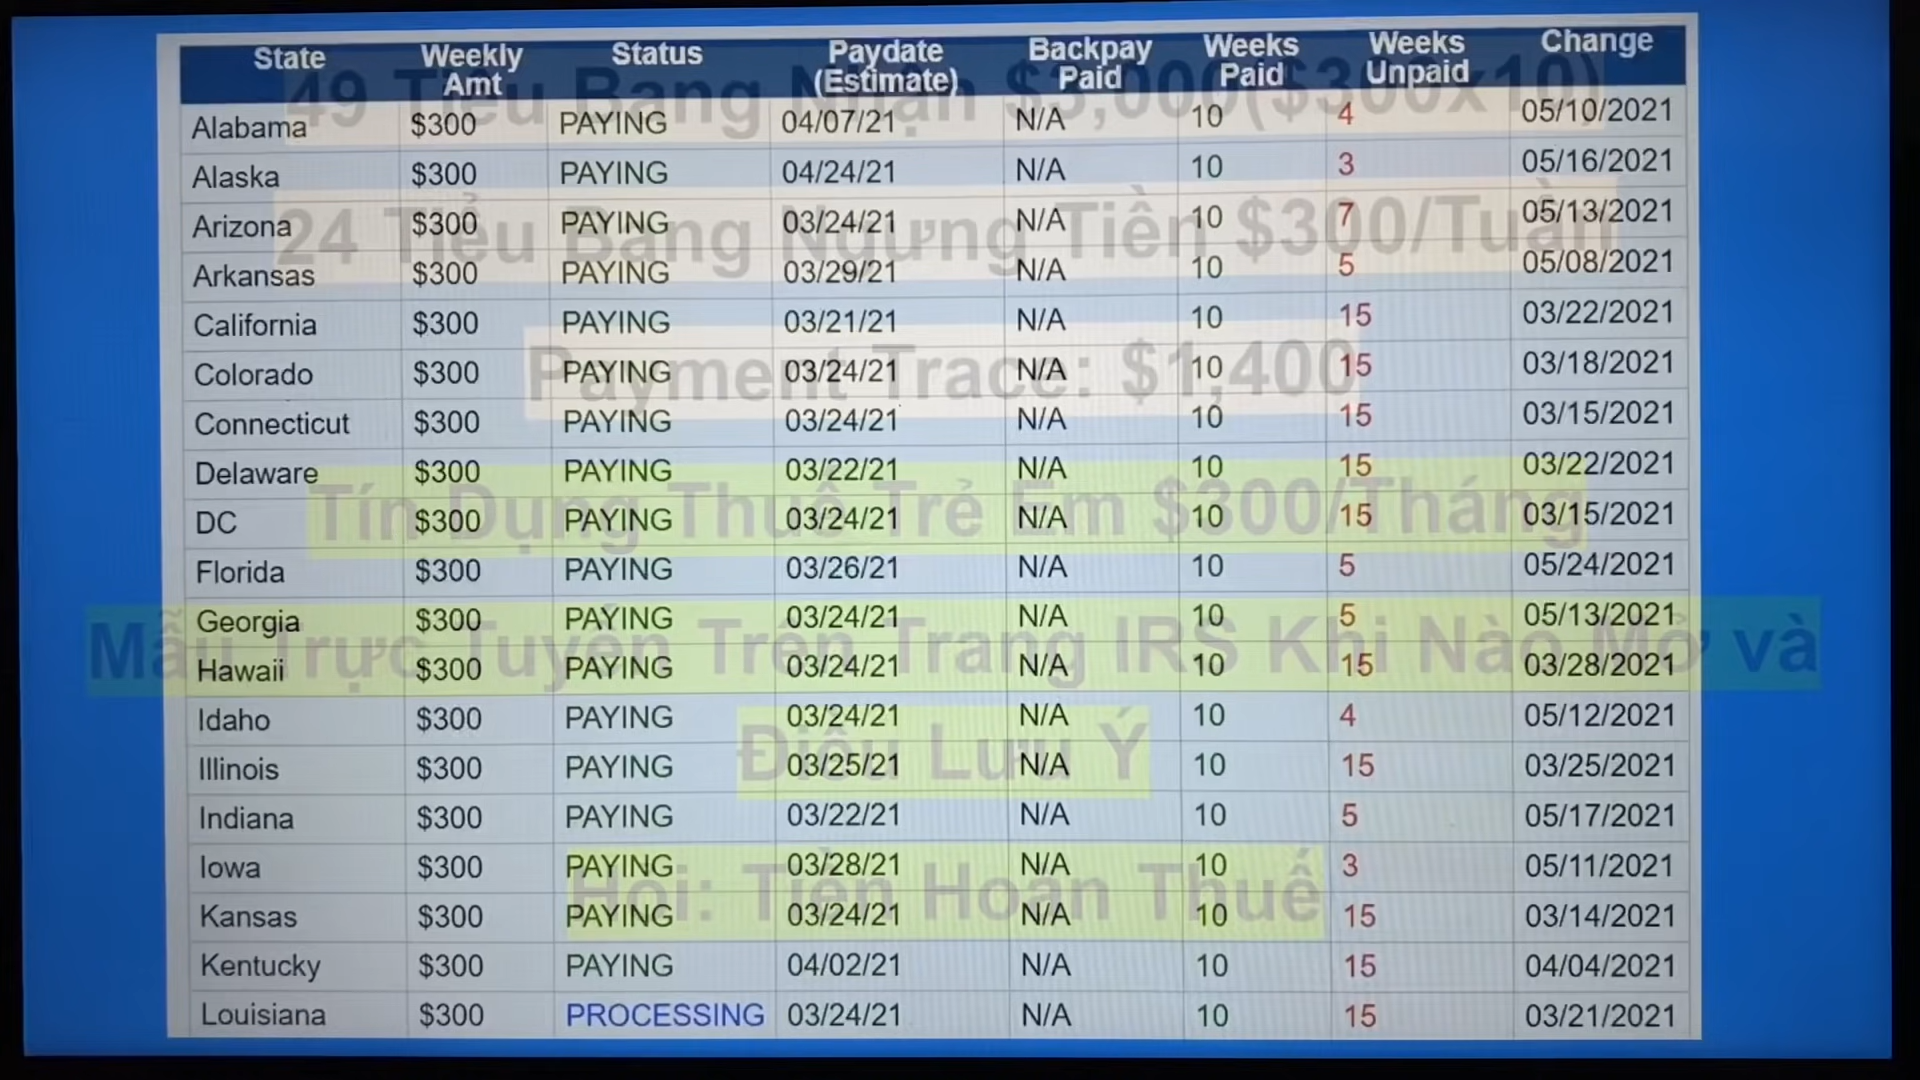 State Weekly Amt Status Paydate (Estimate) Backpay Paid Weeks Paid Weeks Unpaid Change
49 Tiểu Bang Nhận $3,000($300x10)
Alabama $300 PAYING 04/07/21 N/A 10 4 05/10/2021
Alaska $300 PAYING 04/24/21 N/A 10 3 05/16/2021
24 Tiểu Bang Ngưng Tiền $300/Tuần
Arizona $300 PAYING 03/24/21 N/A 10 7 05/13/2021
Arkansas $300 PAYING 03/29/21 N/A 10 5 05/08/2021
California $300 PAYING 03/21/21 N/A 10 15 03/22/2021
Payment Trace: $1,400
Colorado $300 PAYING 03/24/21 N/A 10 15 03/18/2021
Connecticut $300 PAYING 03/24/21 N/A 10 15 03/15/2021
Delaware $300 PAYING 03/22/21 N/A 10 15 03/22/2021
Tín Dụng Thuế Trẻ Em $300/Tháng
DC $300 PAYING 03/24/21 N/A 10 15 03/15/2021
Florida $300 PAYING 03/26/21 N/A 10 5 05/24/2021
Georgia $300 PAYING 03/24/21 N/A 10 5 05/13/2021
Mẫu Trực Tuyến Trên Trang IRS Khi Nào Mở và
Hawaii $300 PAYING 03/24/21 N/A 10 15 03/28/2021
Idaho $300 PAYING 03/24/21 N/A 10 4 05/12/2021
Điều Lưu Ý
Illinois $300 PAYING 03/25/21 N/A 10 15 03/25/2021
Indiana $300 PAYING 03/22/21 N/A 10 5 05/17/2021
Iowa $300 PAYING 03/28/21 N/A 10 3 05/11/2021
Hỏi: Tiền Hoàn Thuế
Kansas $300 PAYING 03/24/21 N/A 10 15 03/14/2021
Kentucky $300 PAYING 04/02/21 N/A 10 15 04/04/2021
Louisiana $300 PROCESSING 03/24/21 N/A 10 15 03/21/2021